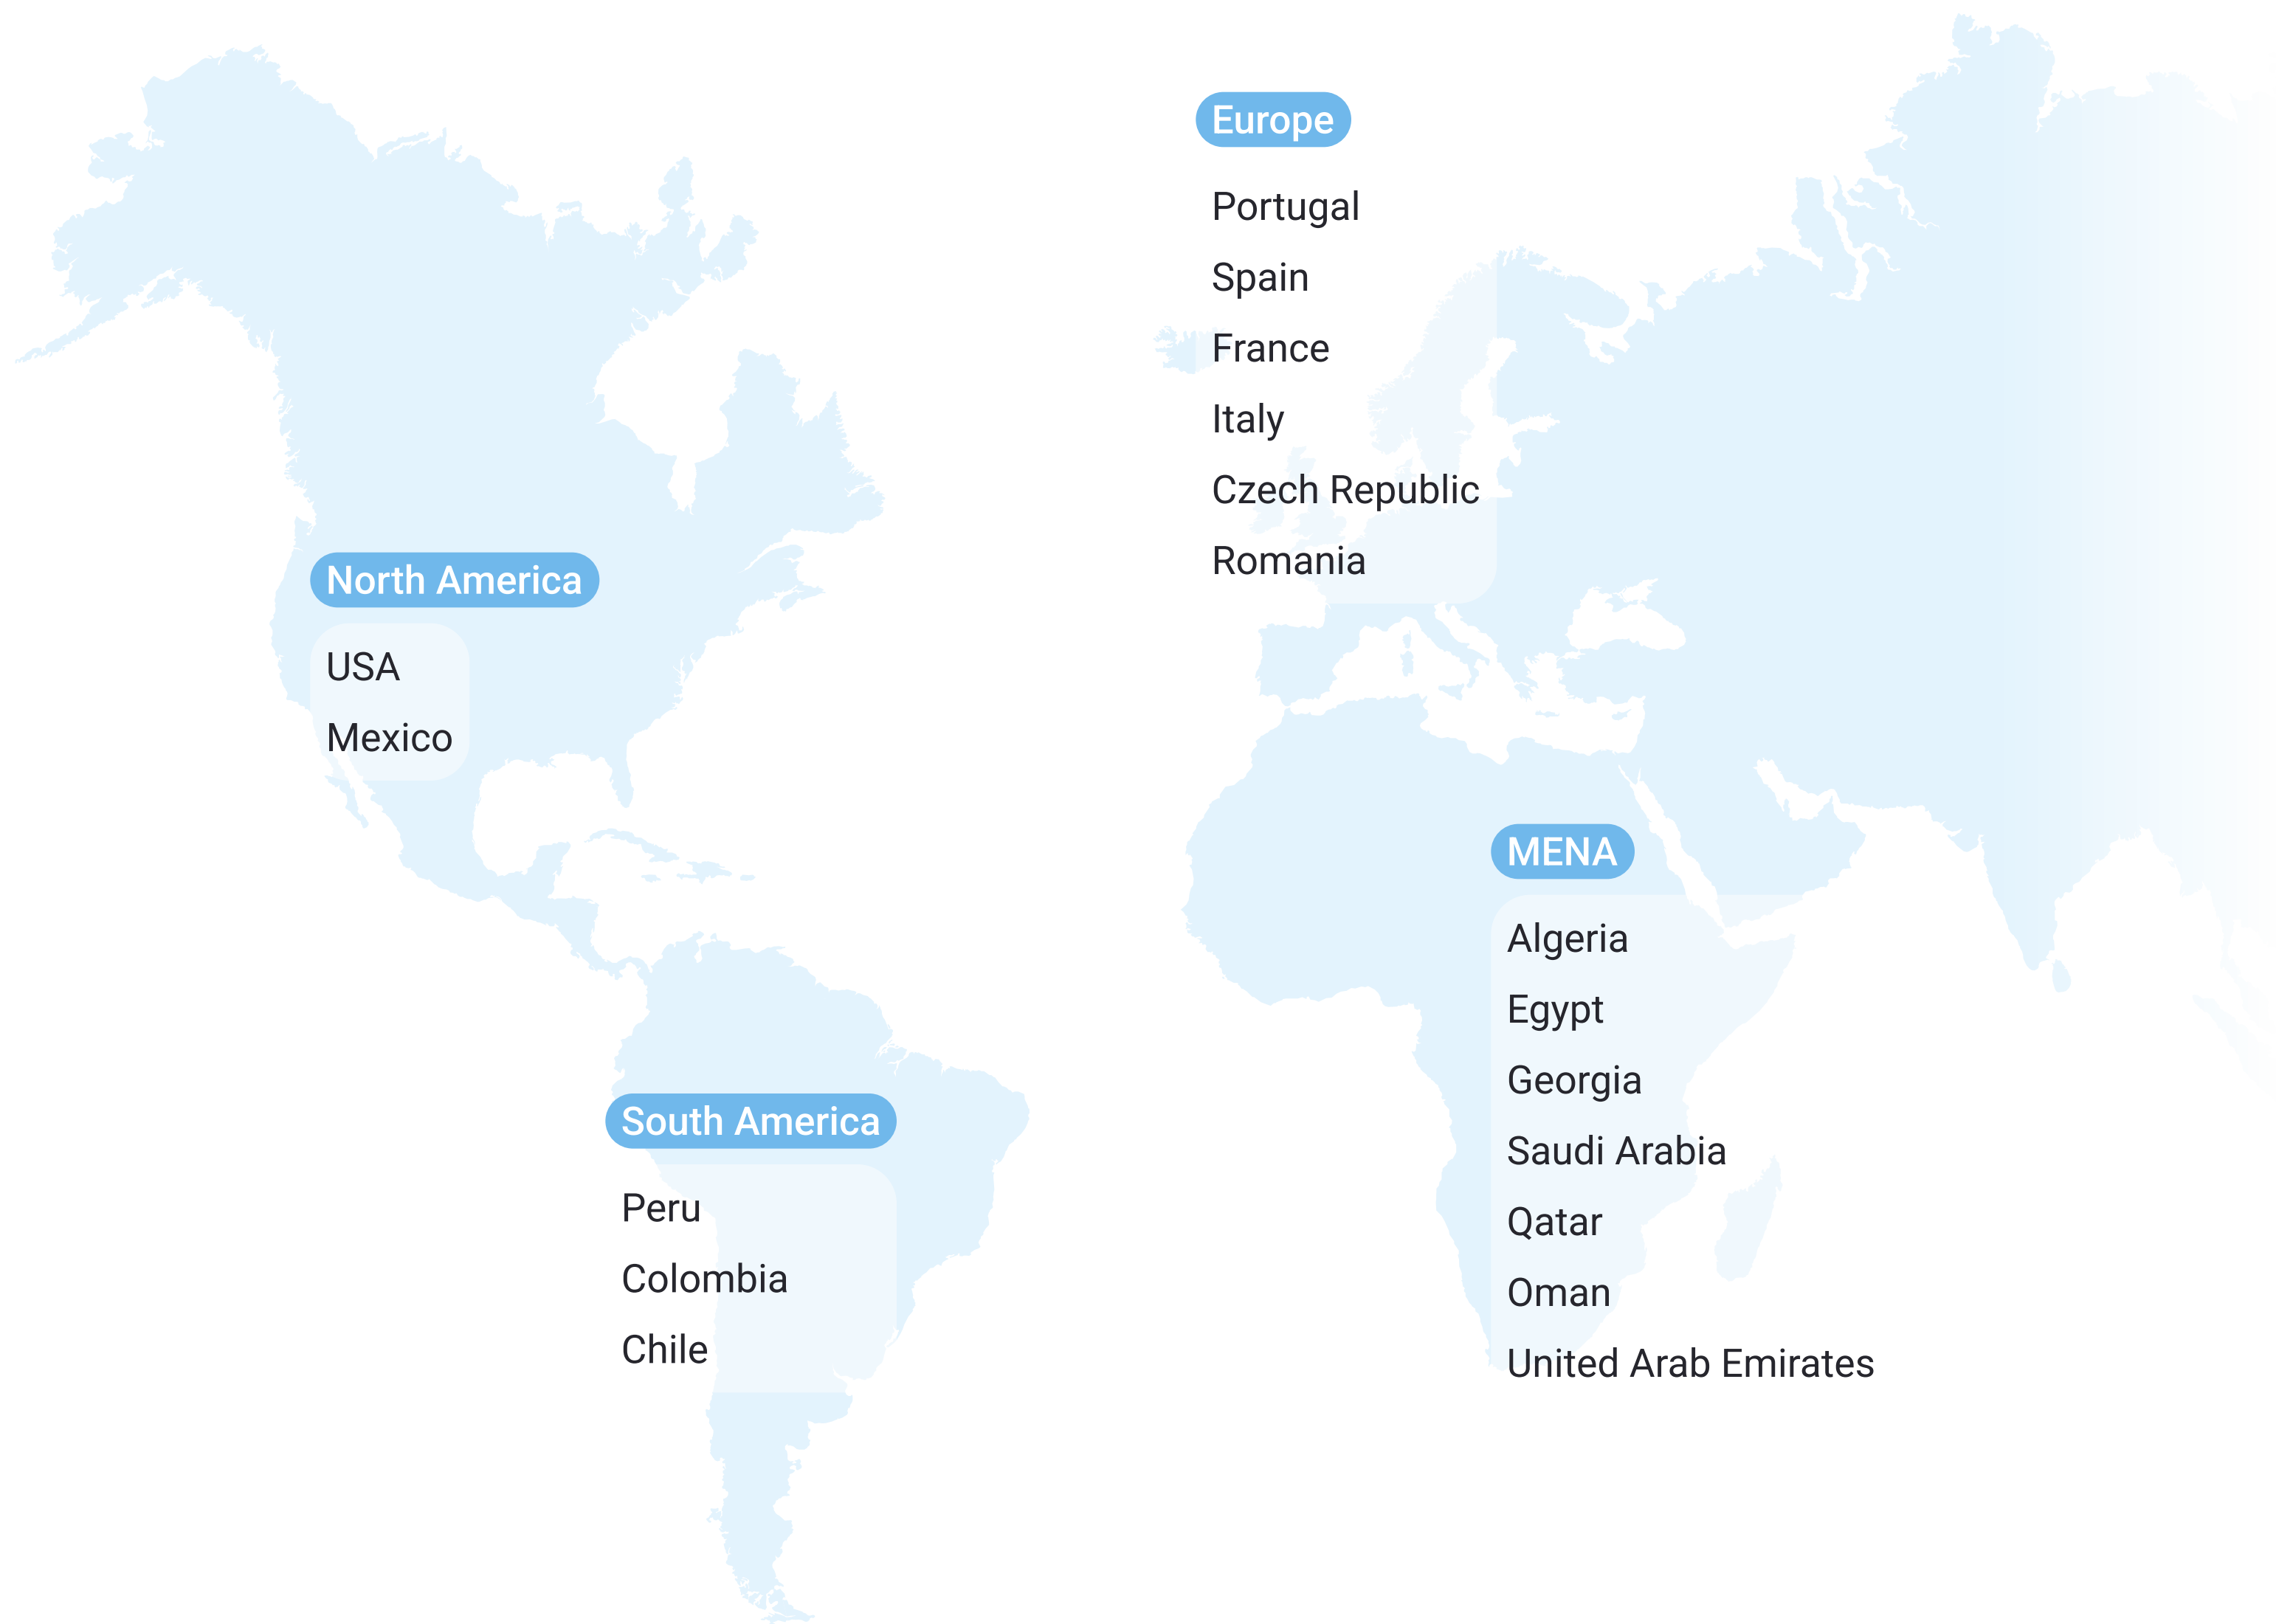 North America
USA
Mexico
South America
Peru
Colombia
Chile
Europe
Portugal
Spain
France
Italy
Czech Republic
Romania
MENA
Algeria
Egypt
Georgia
Saudi Arabia
Qatar
Oman
United Arab Emirates